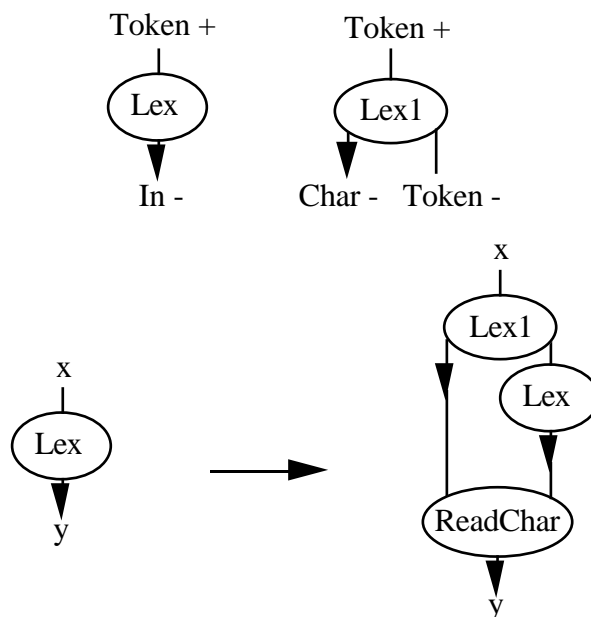 Token +
Token +
Lex
Lex1
In -
Char -
Token -
x
Lex1
x
Lex
Lex
ReadChar
y
y